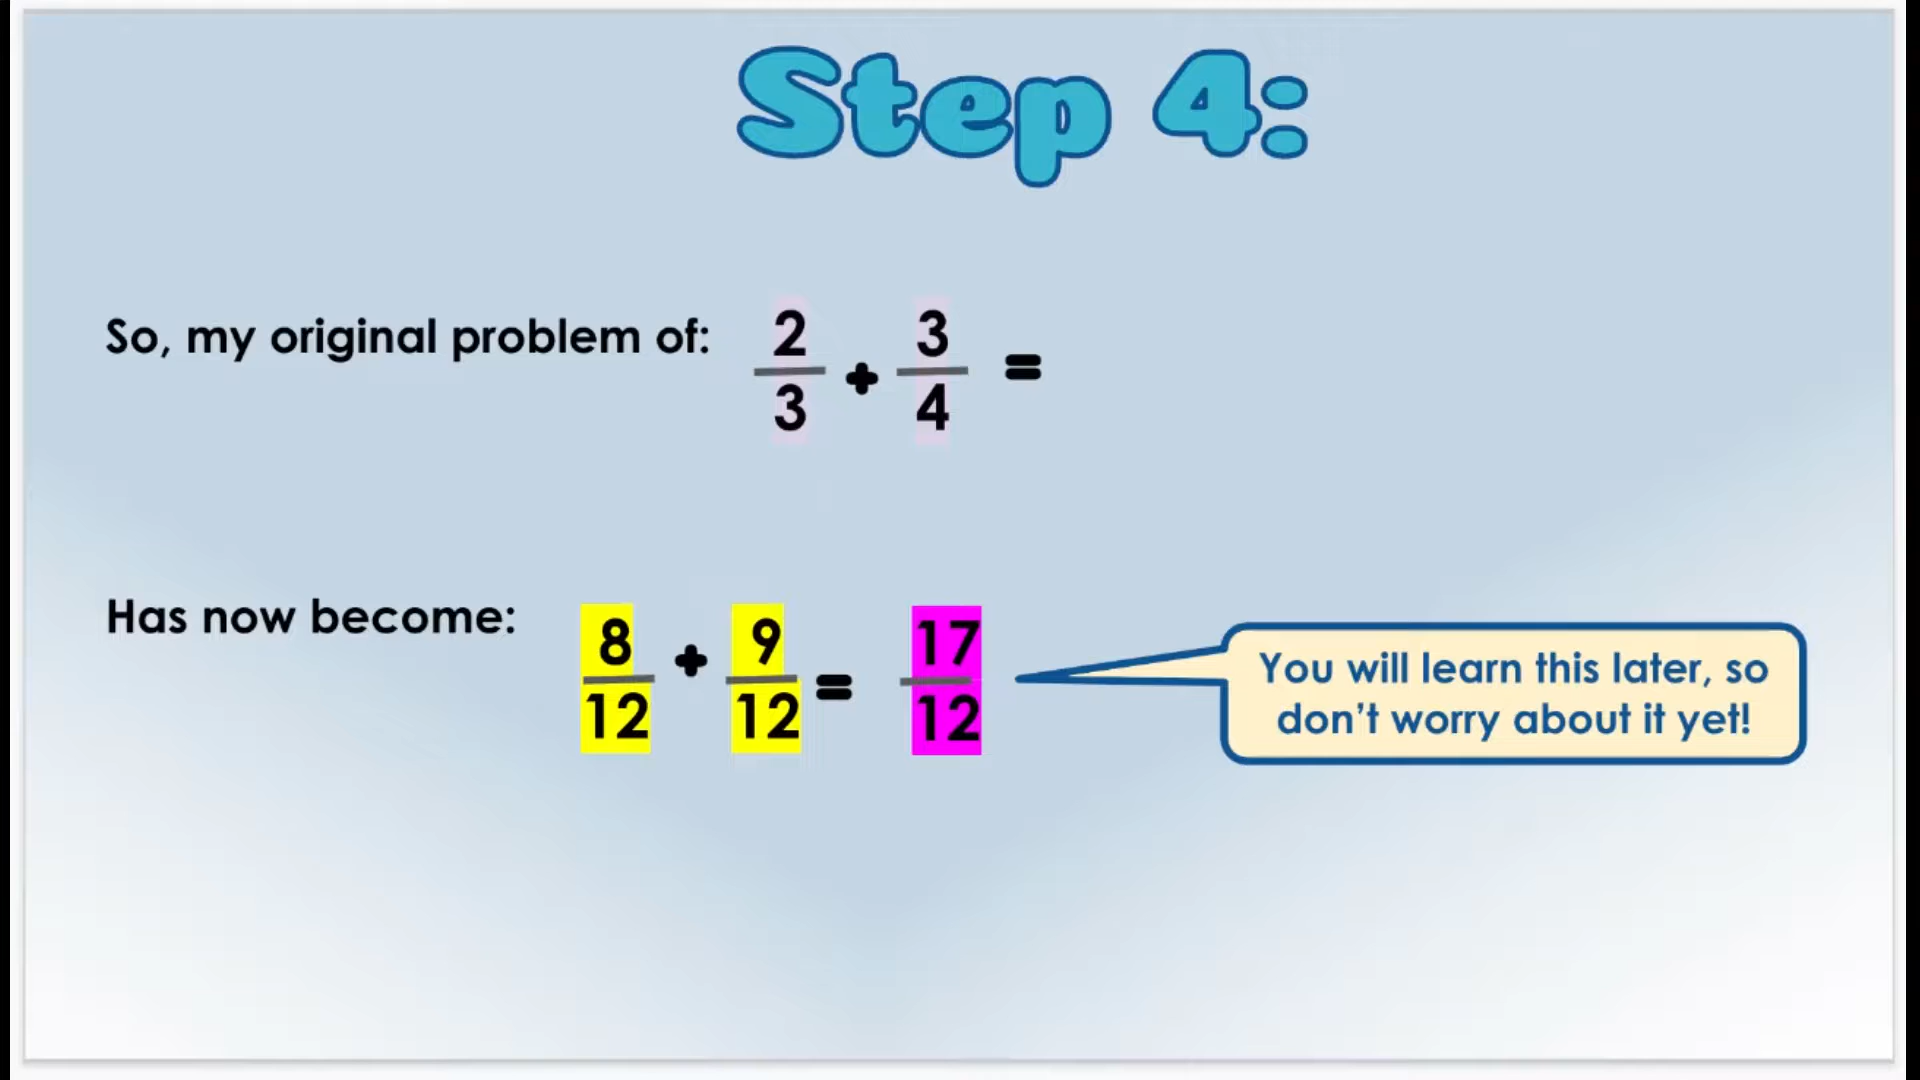 Step 4:
So, my original problem of: 2/3 + 3/4 =
Has now become: 8/12 + 9/12 = 17/12
You will learn this later, so
don't worry about it yet!